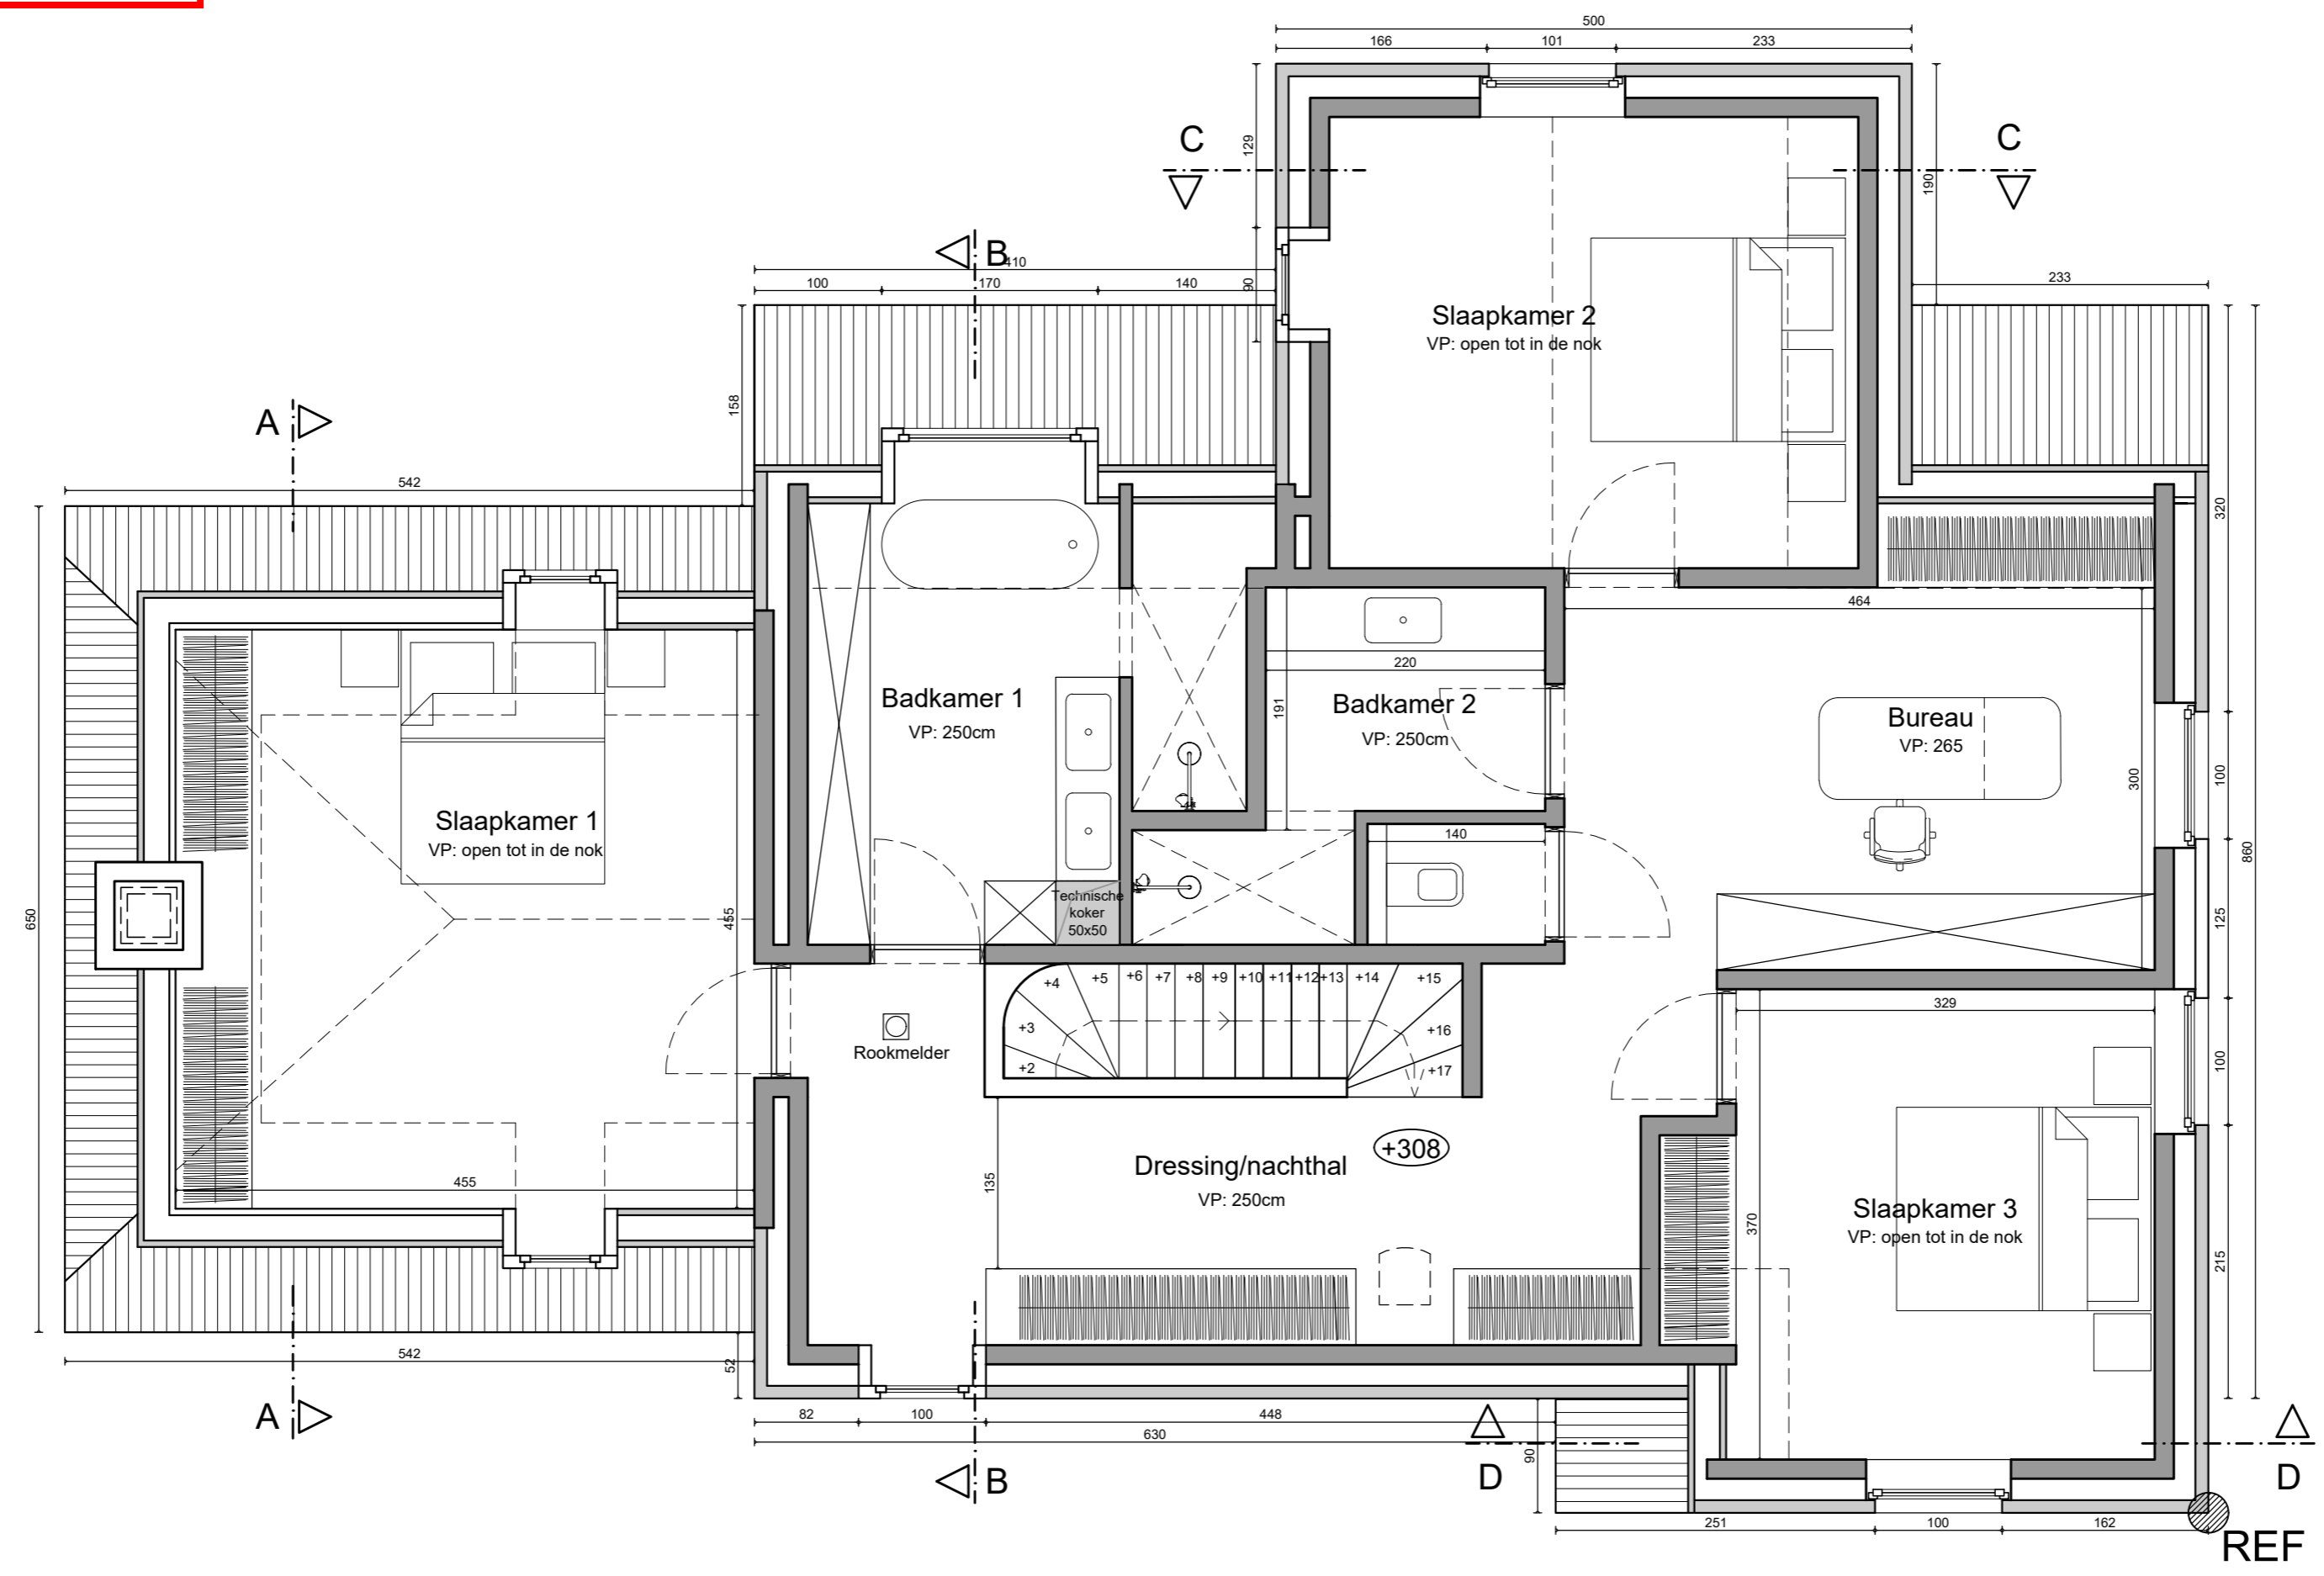 500
166 101 233
C C
129
190
B
410
100 170 140
90
233
Slaapkamer 2
VP: open tot in de nok
158
A
542
320
464
220
Badkamer 1
VP: 250cm
191
Badkamer 2
VP: 250cm
Bureau
VP: 265
300
100
Slaapkamer 1
VP: open tot in de nok
140
860
650
455
Technische
koker
50x50
125
+4 +5 +6 +7 +8 +9 +10 +11 +12 +13 +14 +15
+3
+2
+16
+17
Rookmelder
329
100
+308
Dressing/nachthal
VP: 250cm
135
455
370
Slaapkamer 3
VP: open tot in de nok
215
542
52
A
82 100 448
630
90
B
D D
251 100 162
REF